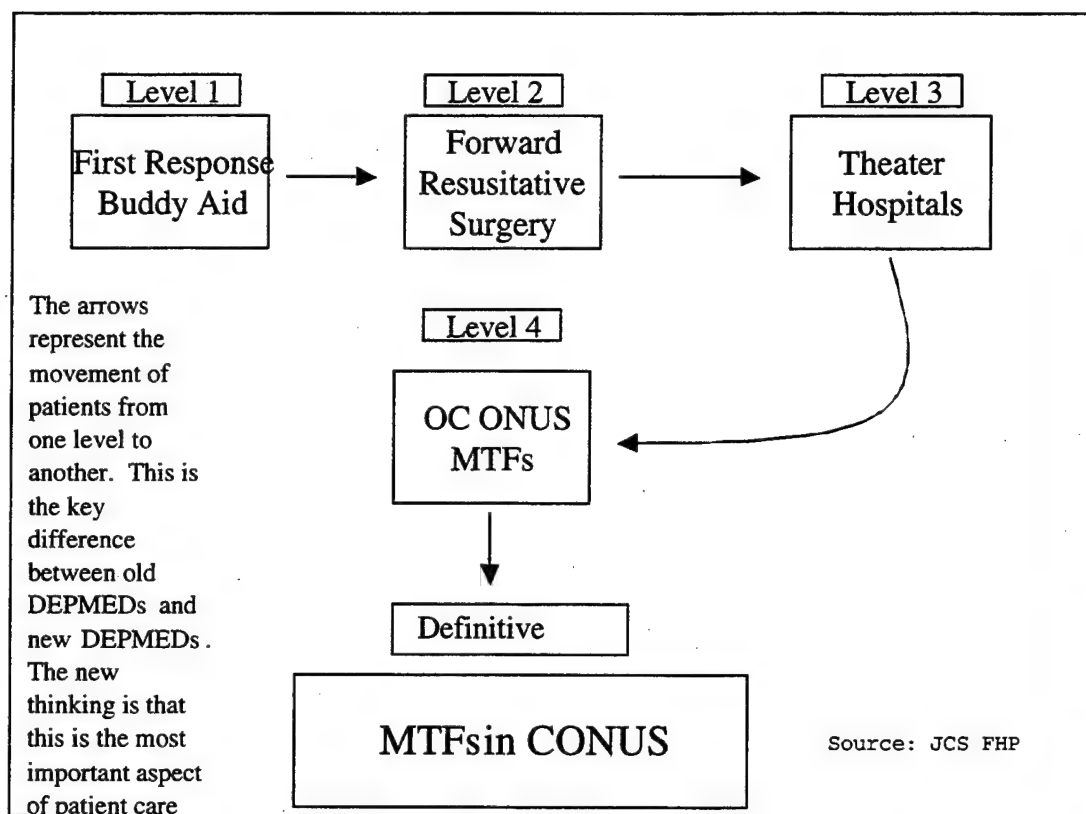 Level 1
First Response
Buddy Aid
Level 2
Forward
Resusitative
Surgery
Level 3
Theater
Hospitals
The arrows
represent the
movement of
patients from
one level to
another. This is
the key
difference
between old
DEPMEDs and
new DEPMEDs.
The new
thinking is that
this is the most
important aspect
of patient care
Level 4
OC ONUS
MTFs
Definitive
MTFsin CONUS
Source: JCS FHP